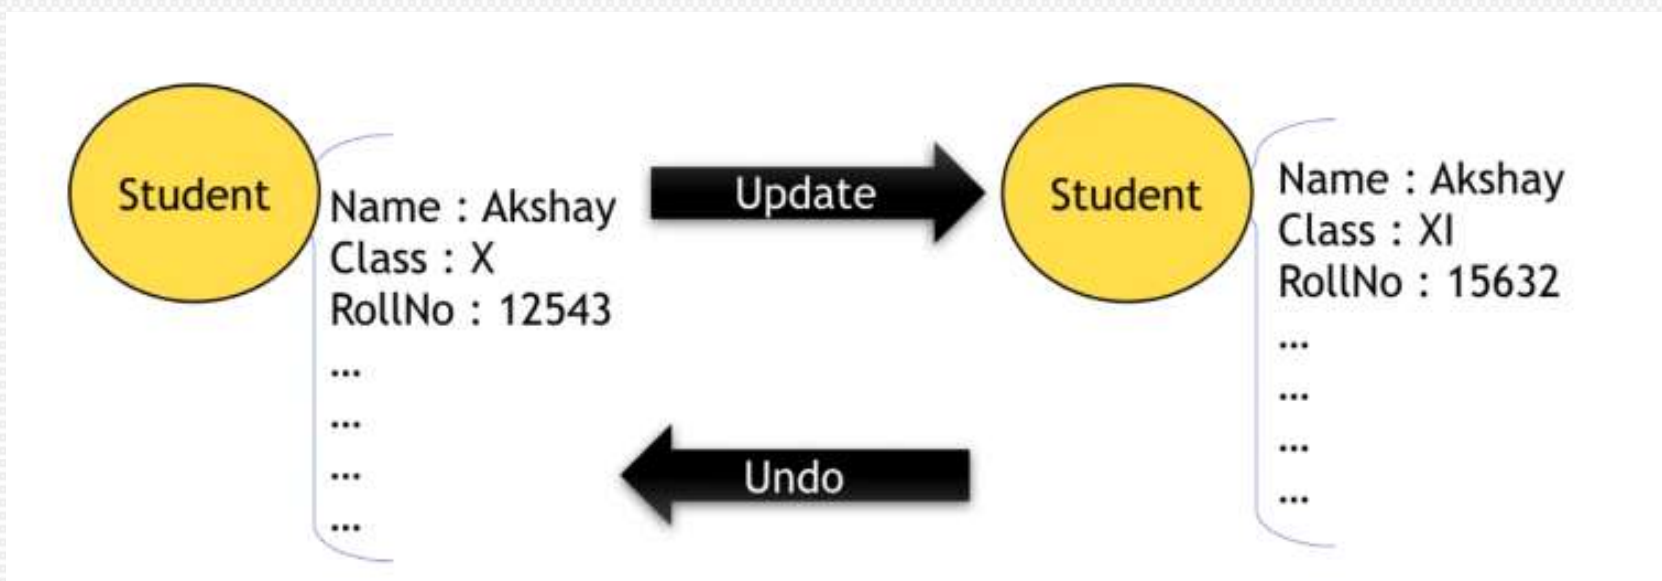 Student
Name : Akshay
Class : X
RollNo : 12543
...
...
...
...
Update
Undo
Student
Name : Akshay
Class : XI
RollNo : 15632
...
...
...
...